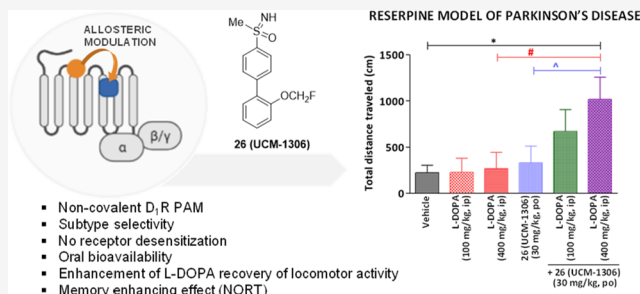 ALLOSTERIC
MODULATION
α
β/γ
Me
NH
S
O
OCH₂F
26 (UCM-1306)
▪ Non-covalent D₁R PAM
▪ Subtype selectivity
▪ No receptor desensitization
▪ Oral bioavailability
▪ Enhancement of L-DOPA recovery of locomotor activity
▪ Memory enhancing effect (NORT)
RESERPINE MODEL OF PARKINSON'S DISEASE
Total distance traveled (cm)
1500
1000
500
0
*
#
^
Vehicle
L-DOPA
(100 mg/kg, ip)
L-DOPA
(400 mg/kg, ip)
26 (UCM-1306)
(30 mg/kg, po)
L-DOPA
(100 mg/kg, ip)
L-DOPA
(400 mg/kg, ip)
+ 26 (UCM-1306)
(30 mg/kg, po)